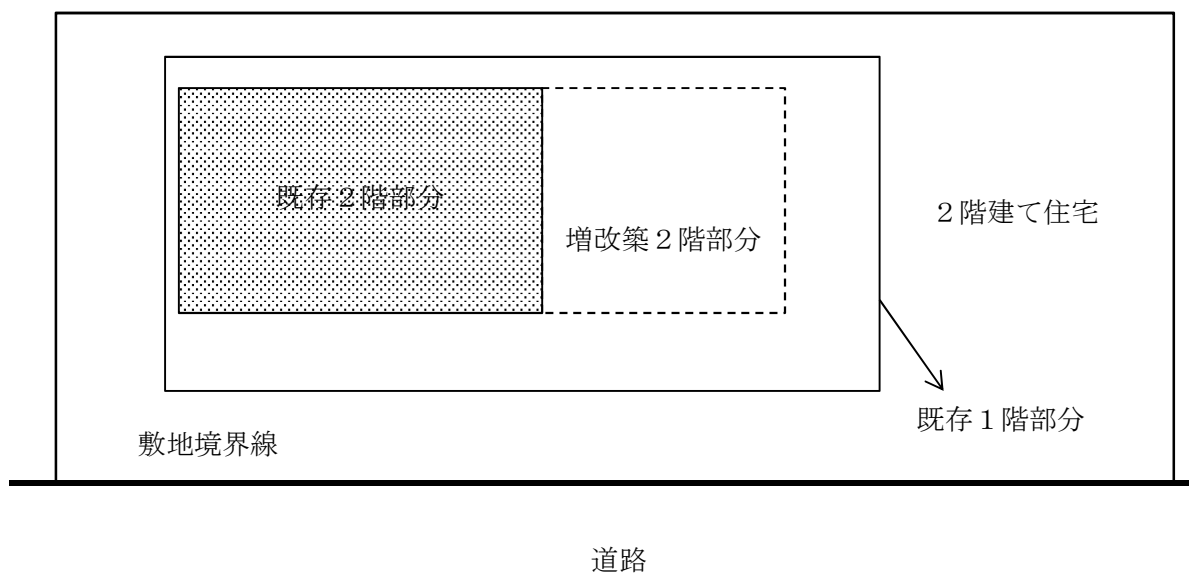 既存２階部分
２階建て住宅
増改築２階部分
既存１階部分
敷地境界線
道路